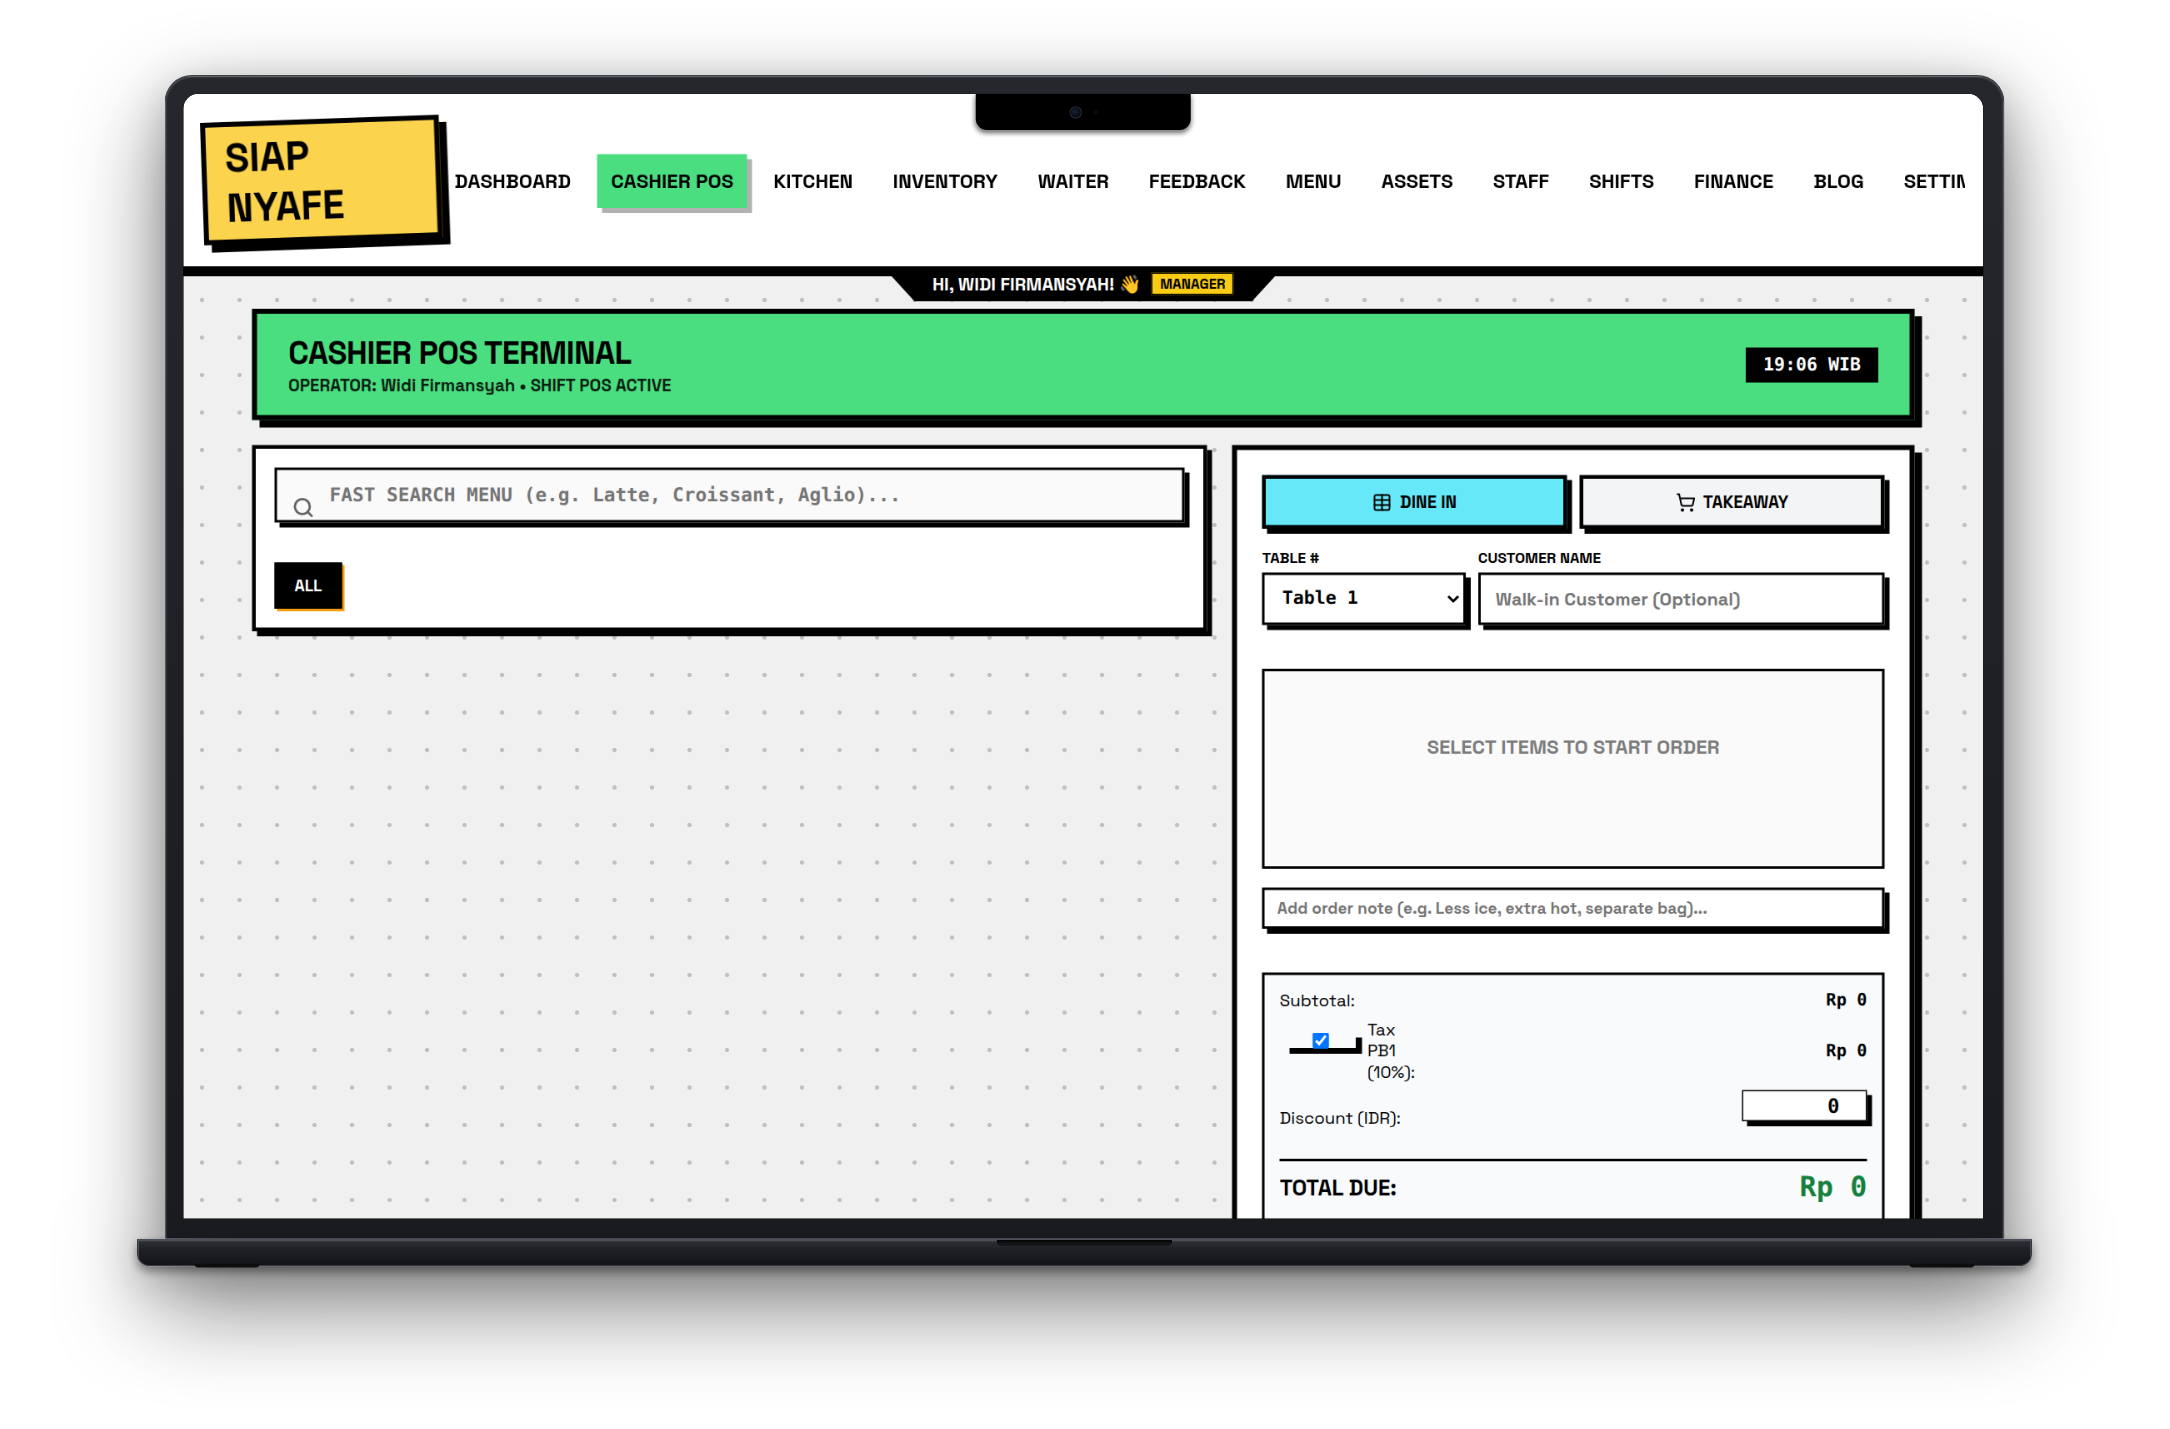 SIAP
NYAFE
DASHBOARD
CASHIER POS
KITCHEN
INVENTORY
WAITER
FEEDBACK
MENU
ASSETS
STAFF
SHIFTS
FINANCE
BLOG
SETTIN
HI, WIDI FIRMANSYAH! 👋 MANAGER
CASHIER POS TERMINAL
OPERATOR: Widi Firmansyah • SHIFT POS ACTIVE
19:06 WIB
FAST SEARCH MENU (e.g. Latte, Croissant, Aglio)...
ALL
DINE IN
TAKEAWAY
TABLE #
CUSTOMER NAME
Table 1
Walk-in Customer (Optional)
SELECT ITEMS TO START ORDER
Add order note (e.g. Less ice, extra hot, separate bag)...
Subtotal:
Rp 0
Tax
PB1
(10%):
Rp 0
Discount (IDR):
0
TOTAL DUE:
Rp 0